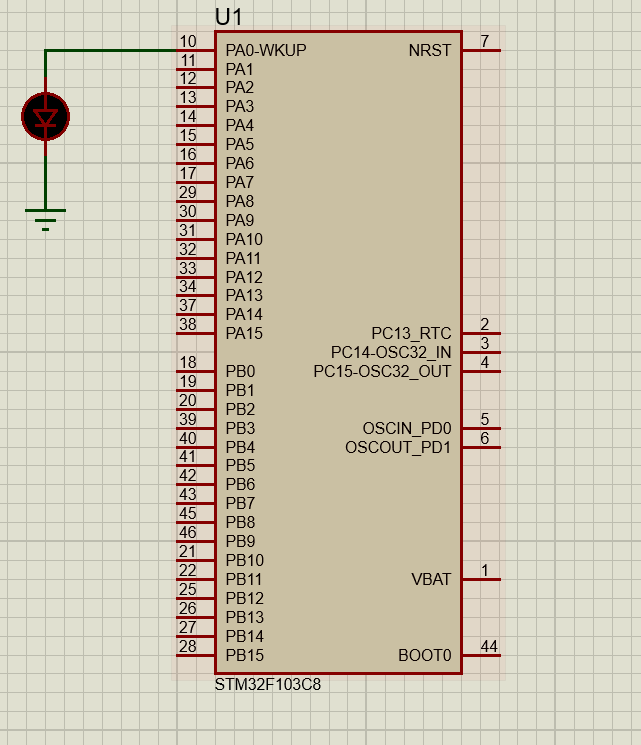 U1
10 PA0-WKUP NRST 7
11 PA1
12 PA2
13 PA3
14 PA4
15 PA5
16 PA6
17 PA7
29 PA8
30 PA9
31 PA10
32 PA11
33 PA12
34 PA13
37 PA14
38 PA15 PC13_RTC 2
PC14-OSC32_IN 3
18 PB0 PC15-OSC32_OUT 4
19 PB1
20 PB2
39 PB3 OSCIN_PD0 5
40 PB4 OSCOUT_PD1 6
41 PB5
42 PB6
43 PB7
45 PB8
46 PB9
21 PB10
22 PB11 VBAT 1
25 PB12
26 PB13
27 PB14
28 PB15 BOOT0 44
STM32F103C8